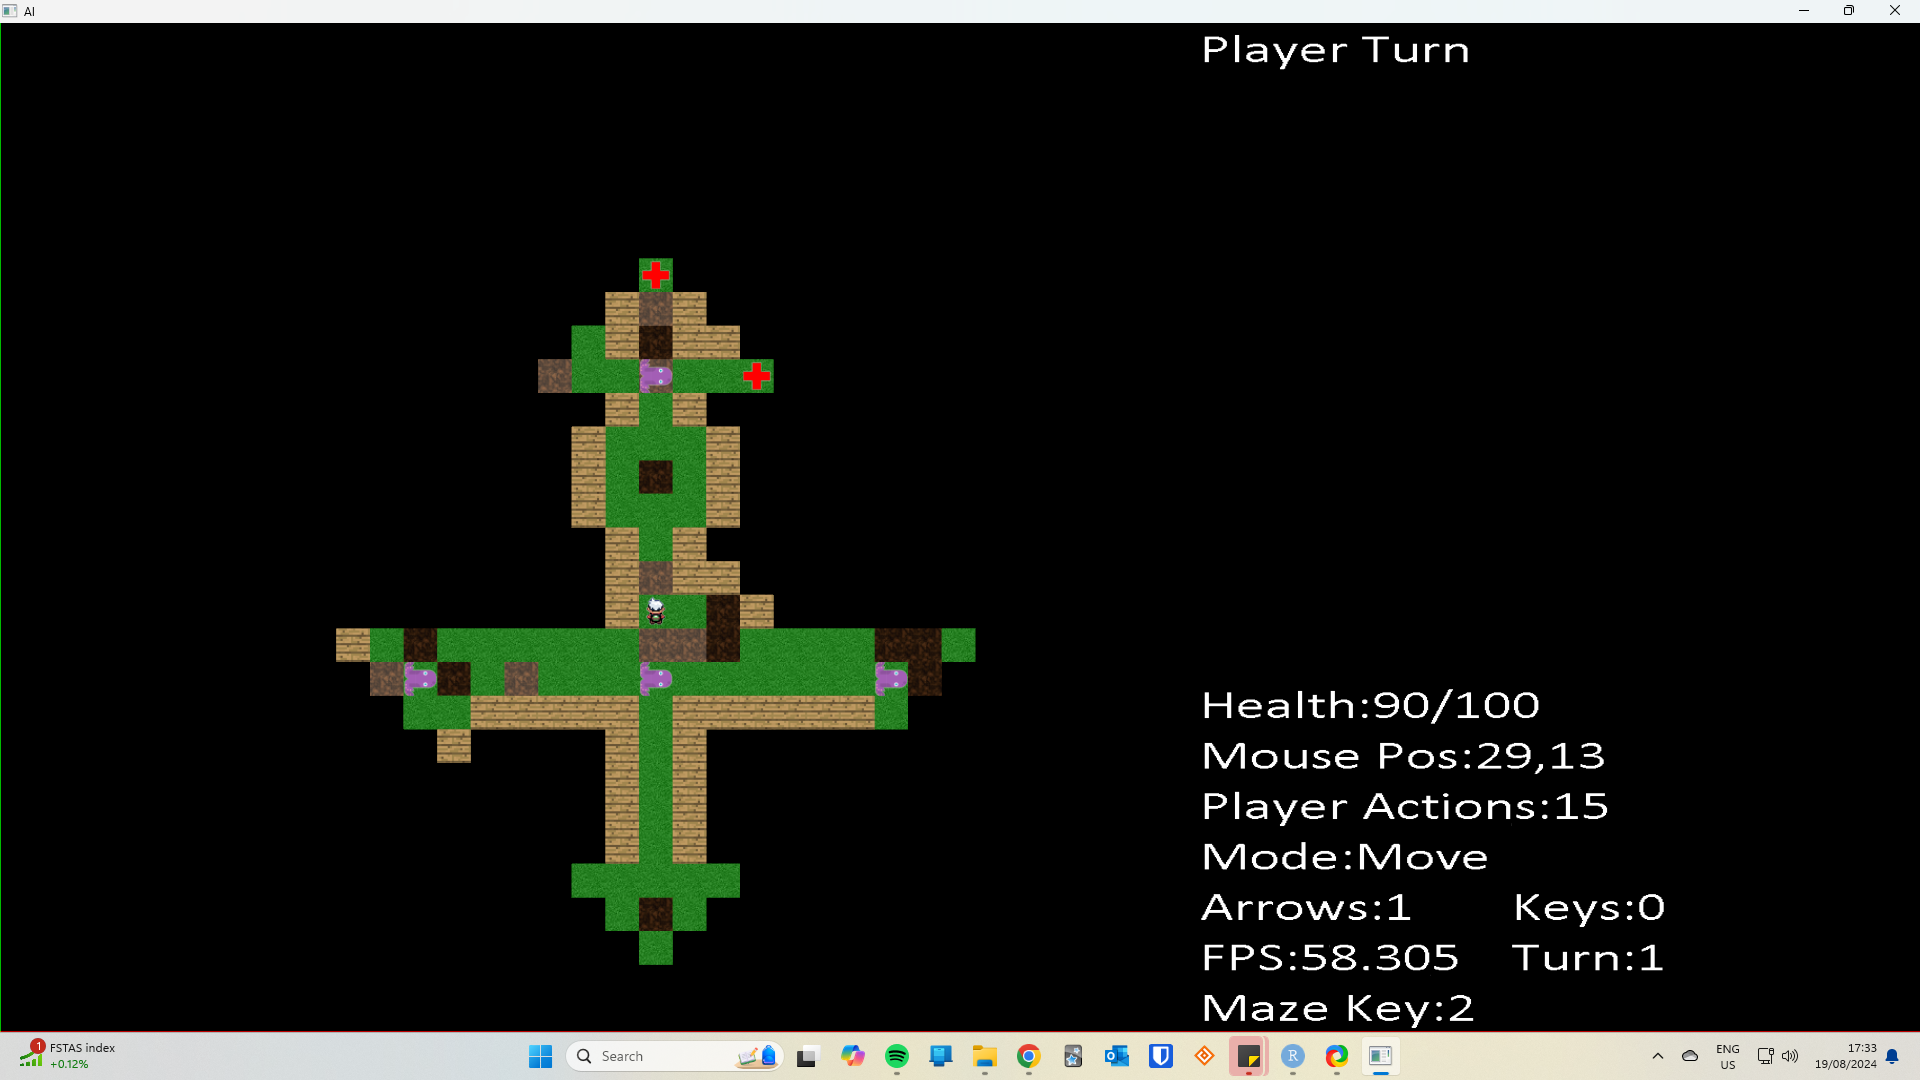 AI
Player Turn
Health:90/100
Mouse Pos:29,13
Player Actions:15
Mode:Move
Arrows:1 Keys:0
FPS:58.305 Turn:1
Maze Key:2
1
FSTAS index
+0.12%
Search
R
ENG
US
17:33
19/08/2024